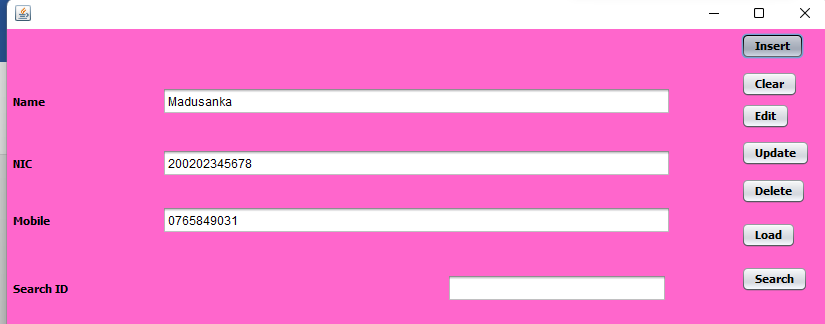 Insert
Clear
Name Madusanka
Edit
NIC 200202345678
Update
Delete
Mobile 0765849031
Load
Search ID
Search